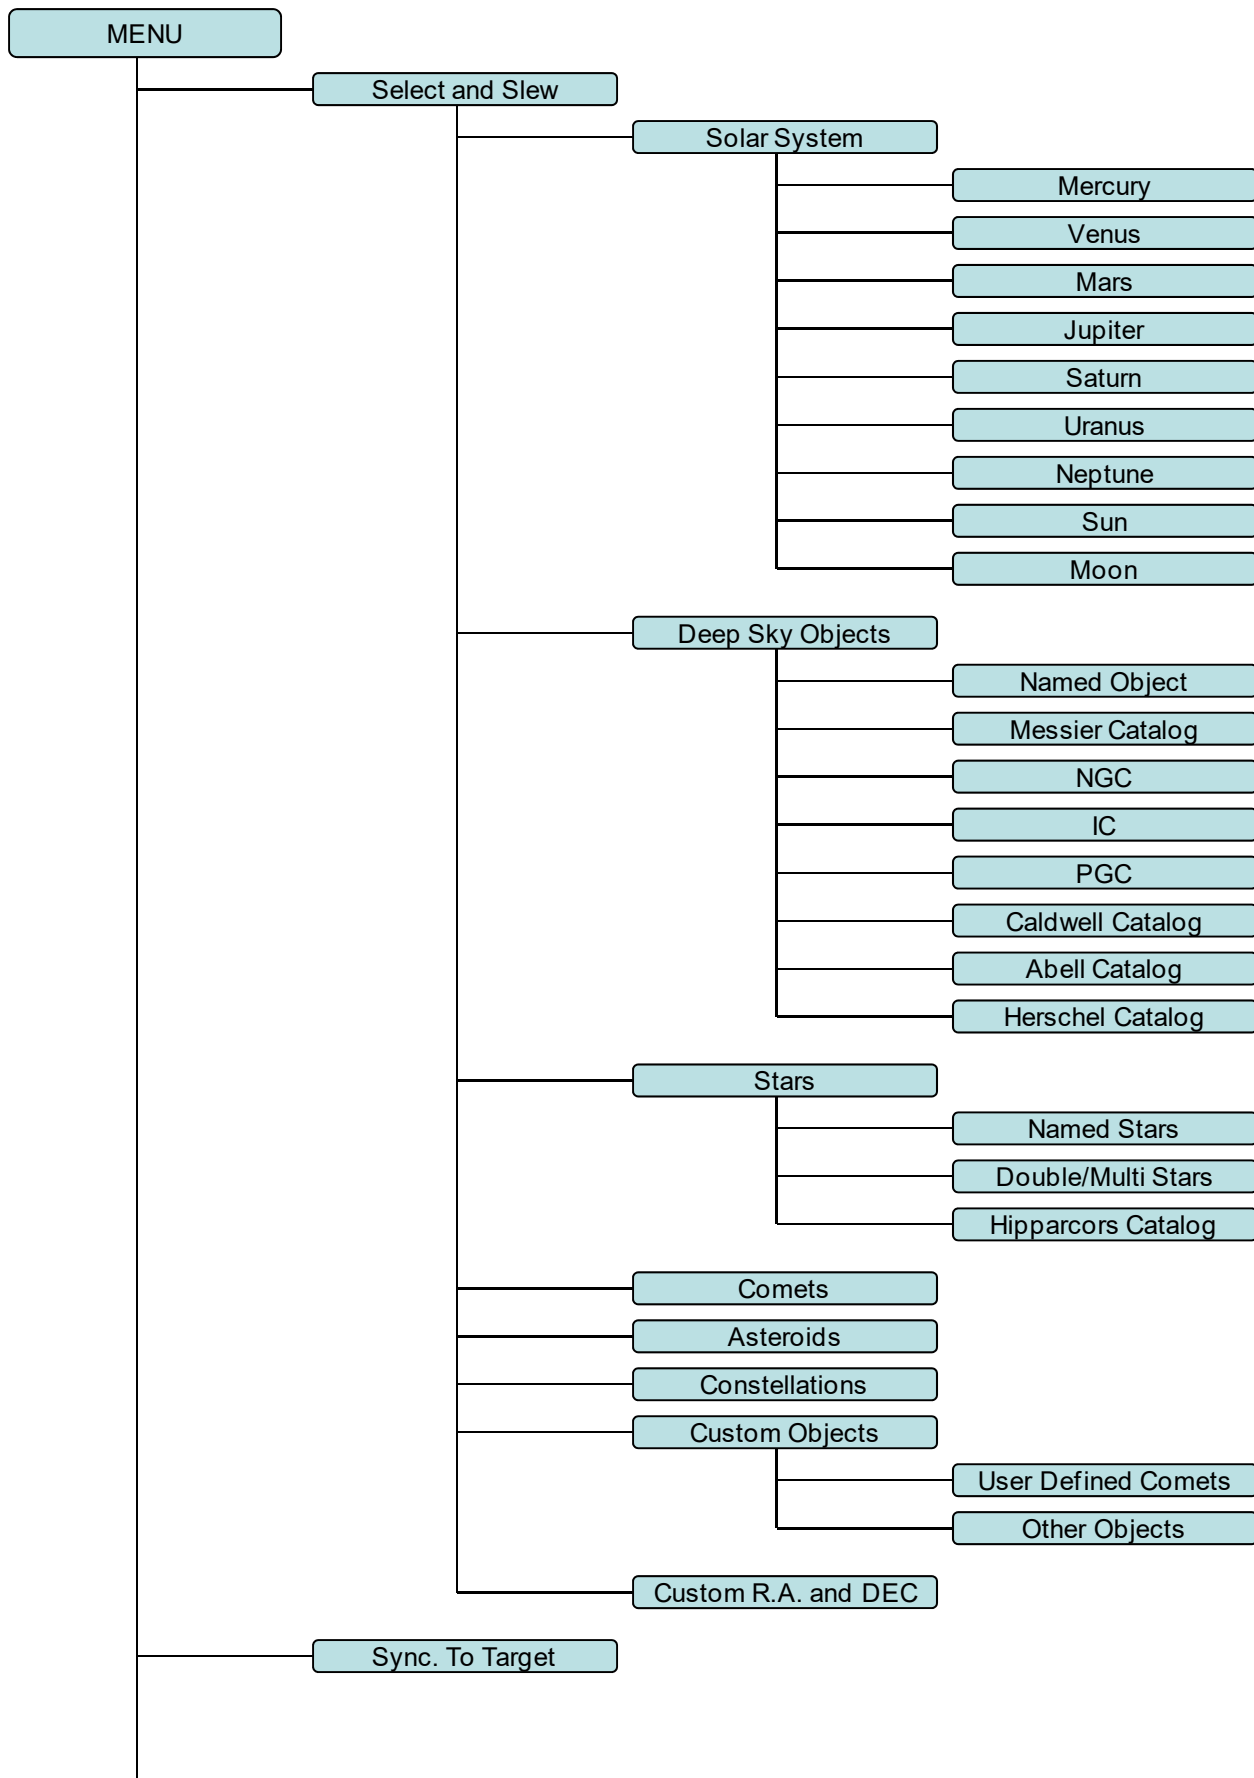 MENU
Select and Slew
Solar System
Mercury
Venus
Mars
Jupiter
Saturn
Uranus
Neptune
Sun
Moon
Deep Sky Objects
Named Object
Messier Catalog
NGC
IC
PGC
Caldwell Catalog
Abell Catalog
Herschel Catalog
Stars
Named Stars
Double/Multi Stars
Hipparcors Catalog
Comets
Asteroids
Constellations
Custom Objects
User Defined Comets
Other Objects
Custom R.A. and DEC
Sync. To Target